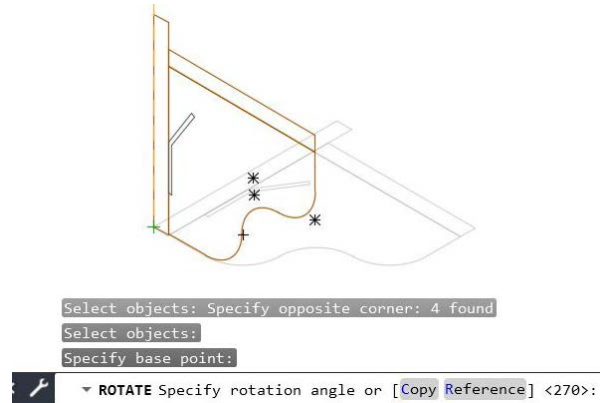 Select objects: Specify opposite corner: 4 found
Select objects:
Specify base point:
ROTATE Specify rotation angle or [Copy Reference] <270>: